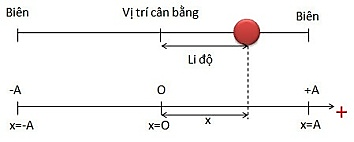 Biên Vị trí cân bằng Biên
Li độ
-A O +A
x
x=-A x=O x=A
+